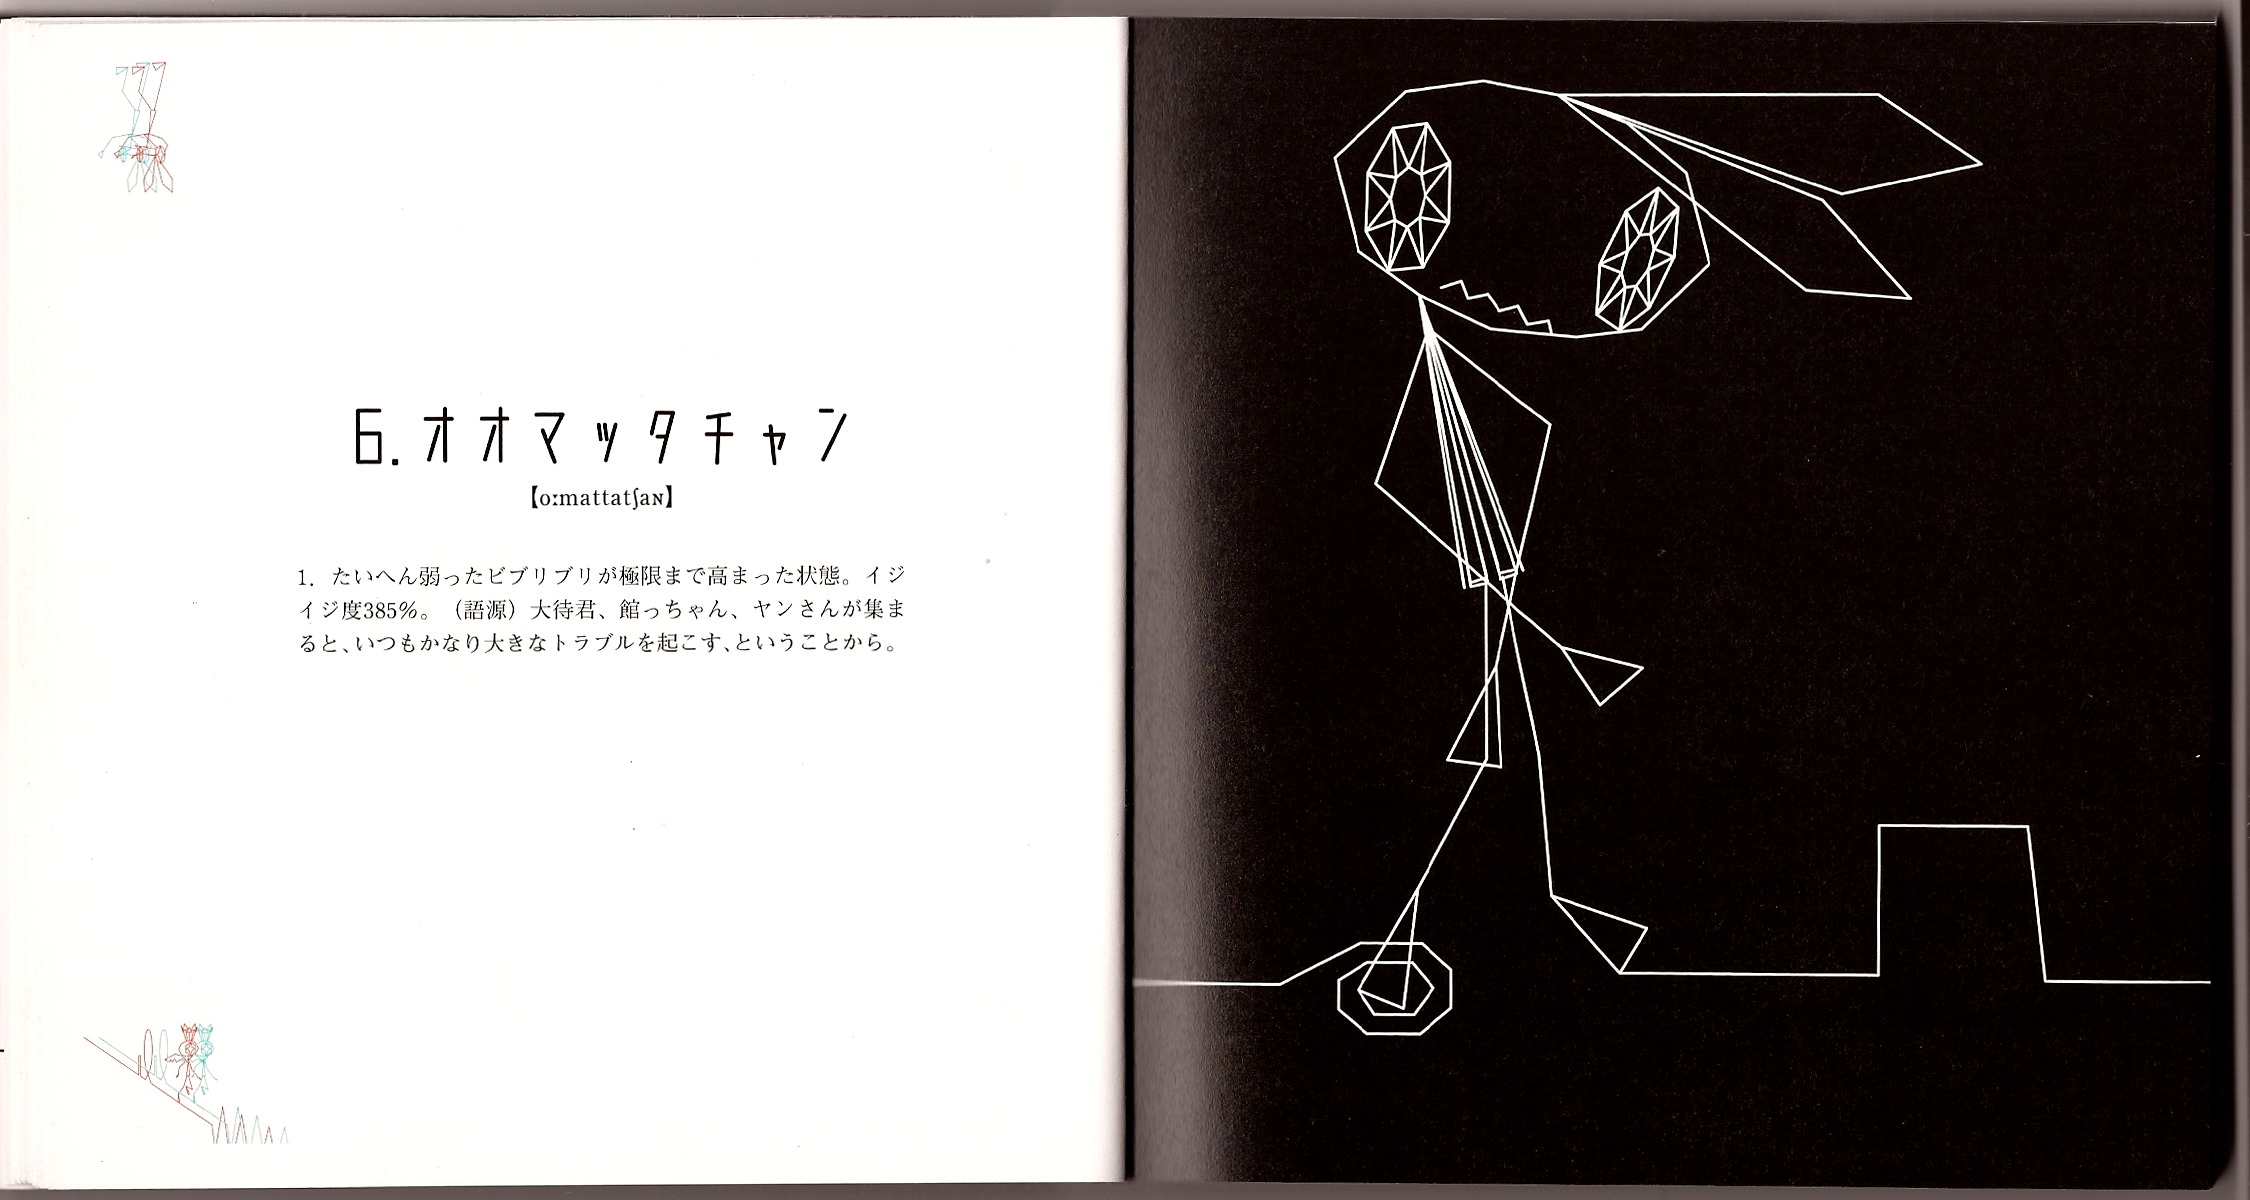 6.オオマッタチャン
【oːmattatʃaɴ】
1. たいへん弱ったビブリブリが極限まで高まった状態。イジ
イジ度385％。（語源）大待君、館っちゃん、ヤンさんが集ま
ると、いつもかなり大きなトラブルを起こす、ということから。